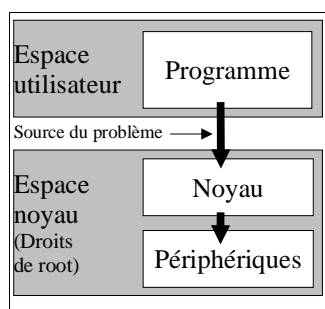 Espace
utilisateur
Programme
Source du problème
Espace
noyau
(Droits
de root)
Noyau
Périphériques